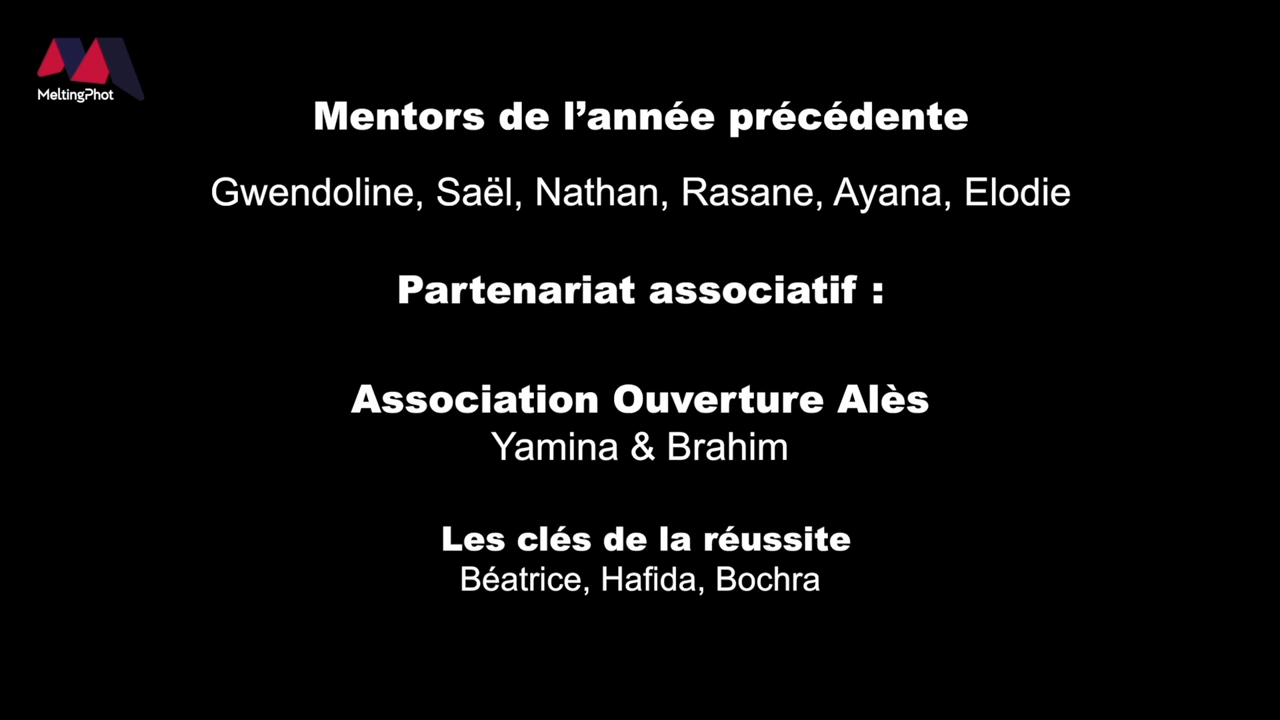 MeltingPhot
Mentors de l’année précédente
Gwendoline, Saël, Nathan, Rasane, Ayana, Elodie
Partenariat associatif :
Association Ouverture Alès
Yamina & Brahim
Les clés de la réussite
Béatrice, Hafida, Bochra